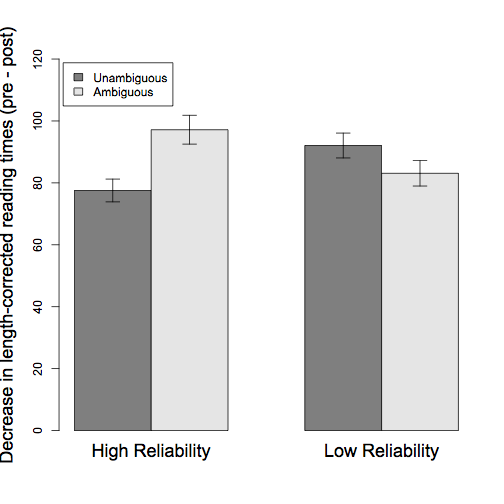 Decrease in length-corrected reading times (pre - post)
120
100
80
60
40
20
0
Unambiguous
Ambiguous
High Reliability
Low Reliability